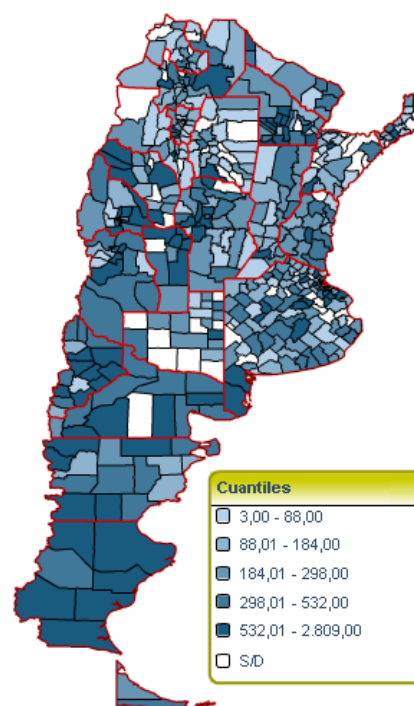 Cuantiles
3,00 - 88,00
88,01 - 184,00
184,01 - 298,00
298,01 - 532,00
532,01 - 2.809,00
S/D